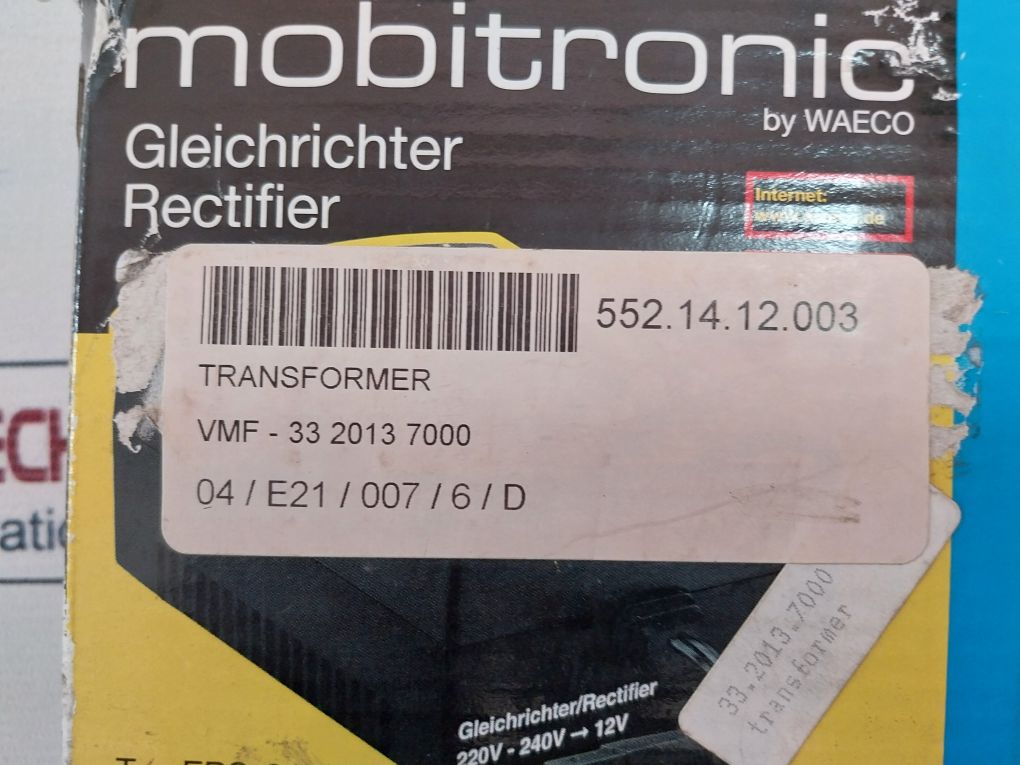 mobitronic
by WAECO
Gleichrichter
Rectifier
Internet:
552.14.12.003
TRANSFORMER
VMF - 33 2013 7000
04 / E21 / 007 / 6 / D
33.2013.7000
transformer
Gleichrichter/Rectifier
220V - 240V → 12V